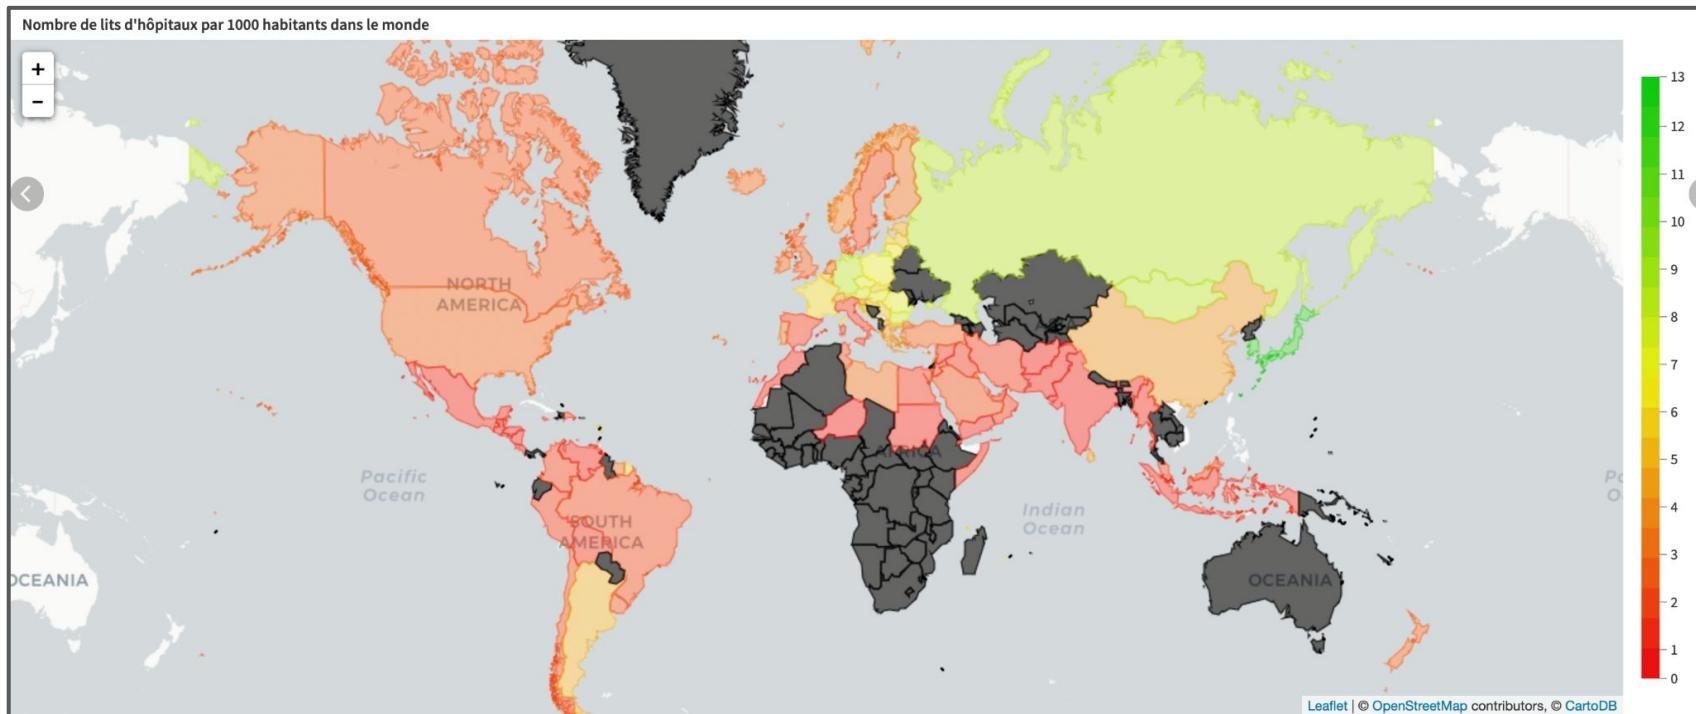 Nombre de lits d'hôpitaux par 1000 habitants dans le monde
+
−
NORTH
AMERICA
Pacific
Ocean
SOUTH
AMERICA
AFRICA
Indian
Ocean
OCEANIA
OCEANIA
Pa
O
13
12
11
10
9
8
7
6
5
4
3
2
1
0
Leaflet | © OpenStreetMap contributors, © CartoDB